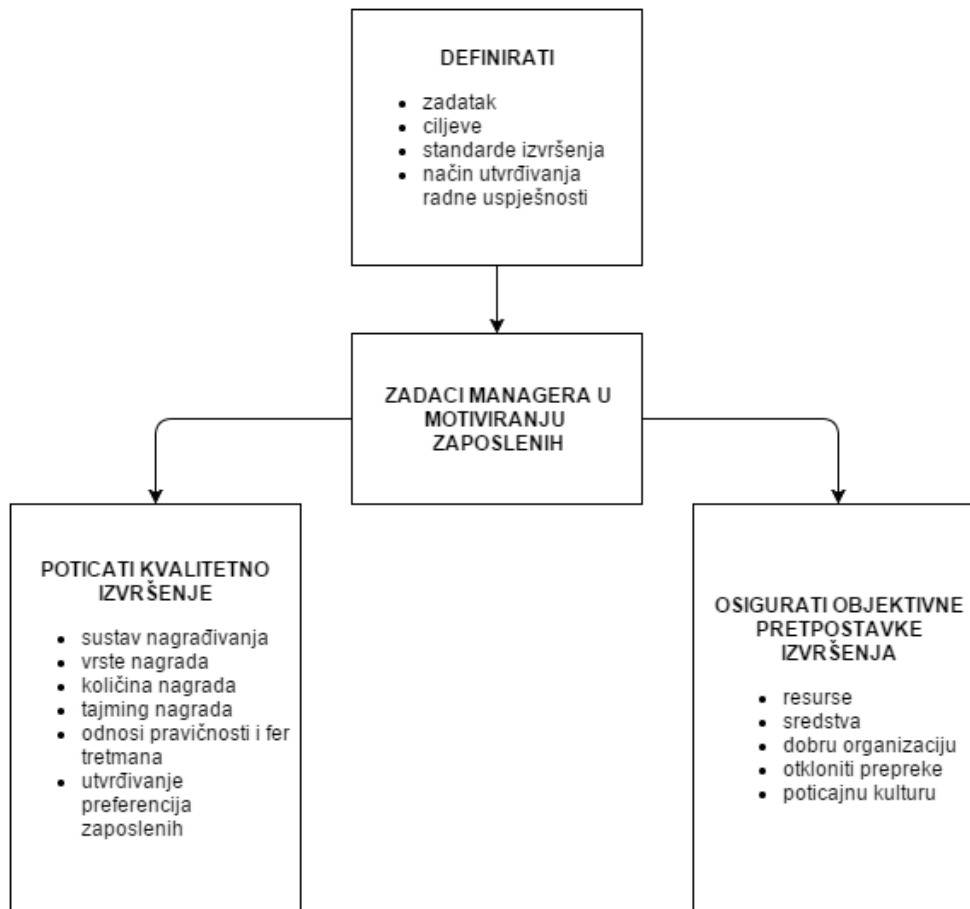 DEFINIRATI
• zadatak
• ciljeve
• standarde izvršenja
• način utvrđivanja
radne uspješnosti
ZADACI MANAGERA U
MOTIVIRANJU
ZAPOSLENIH
POTICATI KVALITETNO
IZVRŠENJE
• sustav nagrađivanja
• vrste nagrada
• količina nagrada
• tajming nagrada
• odnosi pravičnosti i fer
tretmana
• utvrđivanje
preferencija
zaposlenih
OSIGURATI OBJEKTIVNE
PRETPOSTAVKE
IZVRŠENJA
• resurse
• sredstva
• dobru organizaciju
• otkloniti prepreke
• poticajnu kulturu